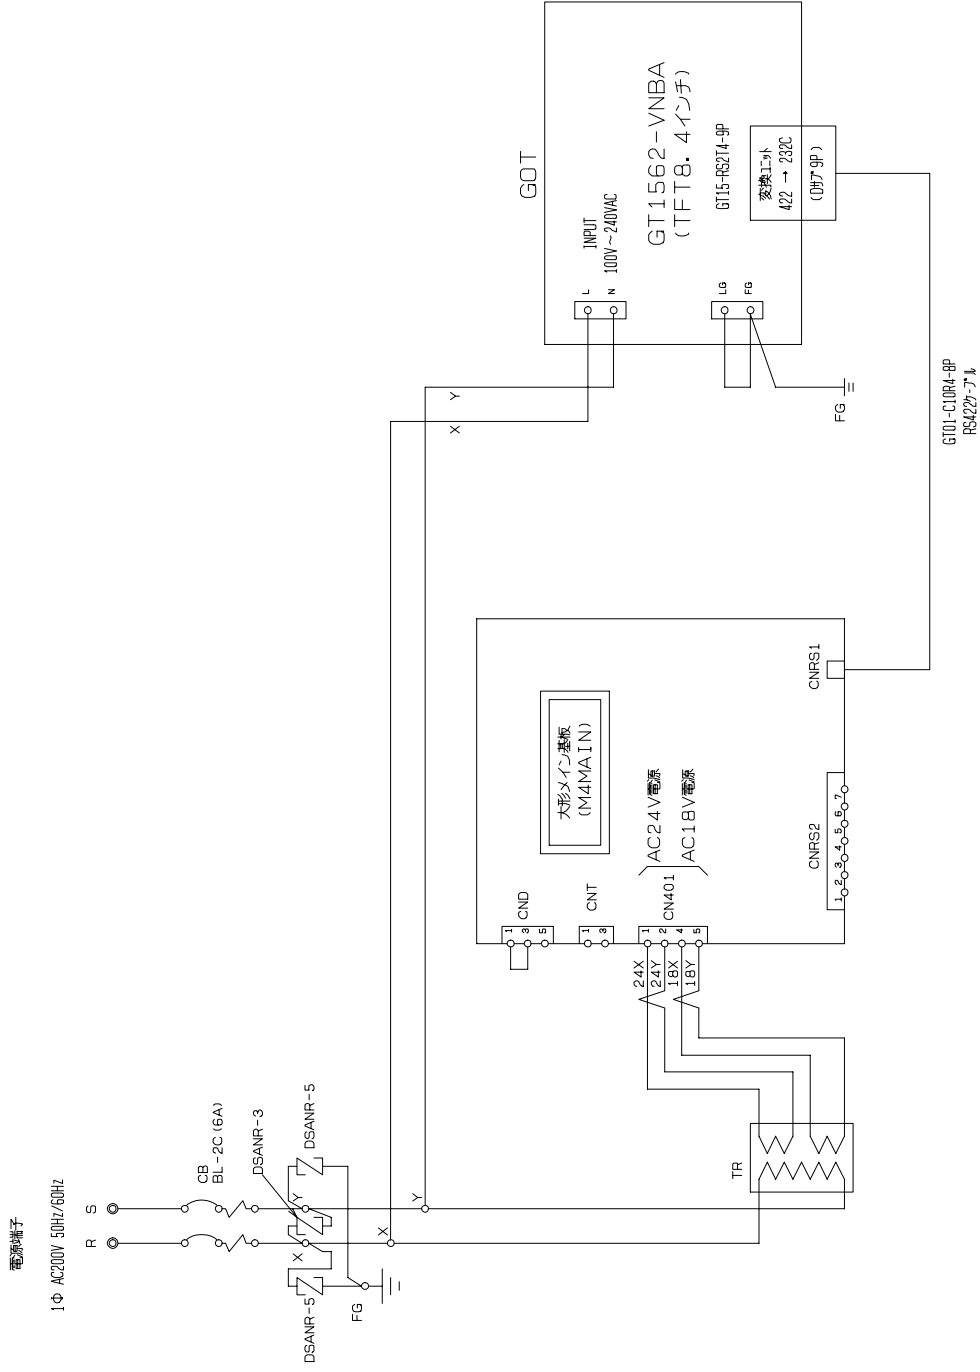 電源端子
1Φ AC200V 50Hz/60Hz
R
S
CB
BL-2C (6A)
DSANR-3
DSANR-5
DSANR-5
X
Y
FG
X
Y
TR
24X
24Y
18X
18Y
CND
1
3
5
CNT
1
3
CN401
1
2
4
5
AC24V電源
AC18V電源
大形メイン基板
(M4MAIN)
CNRS2
1
2
3
4
5
6
7
CNRS1
X
Y
GOT
L
N
INPUT
100V~240VAC
GT1562-VNBA
(TFT8.4インチ)
LG
FG
FG
GT15-RS2T4-9P
変換ユニット
422 → 232C
(Dサブ9P)
GT01-C10R4-8P
RS422ケーブル